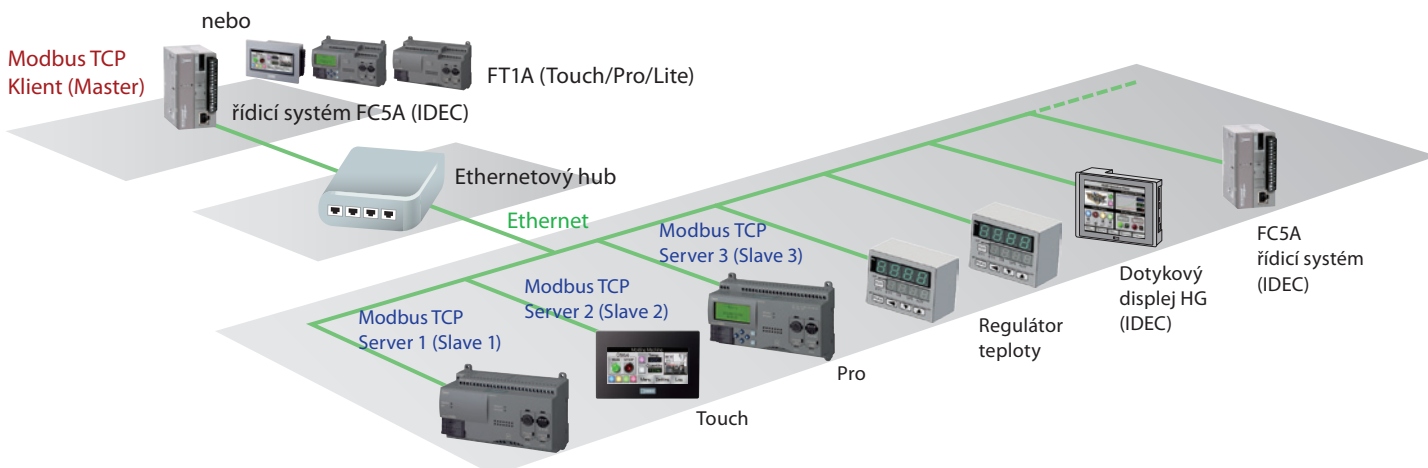 nebo
Modbus TCP
Klient (Master)
FT1A (Touch/Pro/Lite)
řídicí systém FC5A (IDEC)
Ethernetový hub
Ethernet
Modbus TCP
Server 3 (Slave 3)
Modbus TCP
Server 2 (Slave 2)
Modbus TCP
Server 1 (Slave 1)
FC5A
řídicí systém
(IDEC)
Dotykový
displej HG
(IDEC)
Regulátor
teploty
Pro
Touch